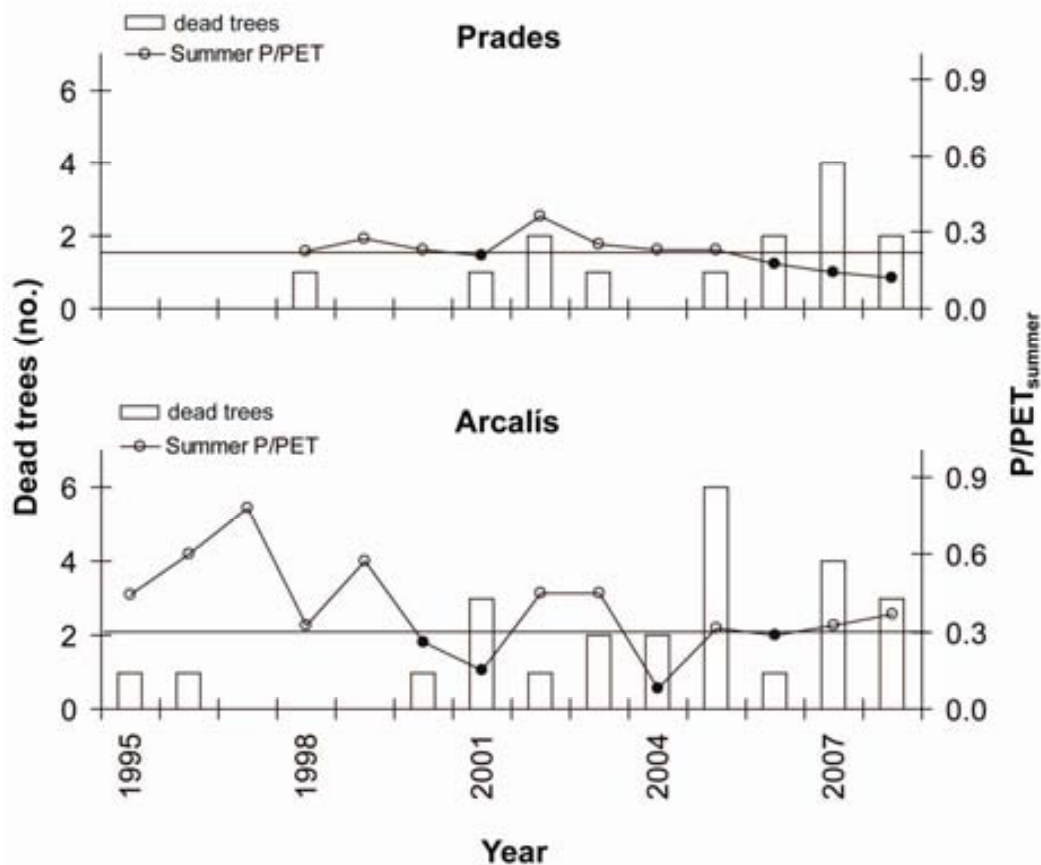 dead trees
Summer P/PET
Prades
6
4
2
0
0.9
0.6
0.3
0.0
dead trees
Summer P/PET
Arcalís
6
4
2
0
0.9
0.6
0.3
0.0
Dead trees (no.)
P/PETsummer
1995
1998
2001
2004
2007
Year